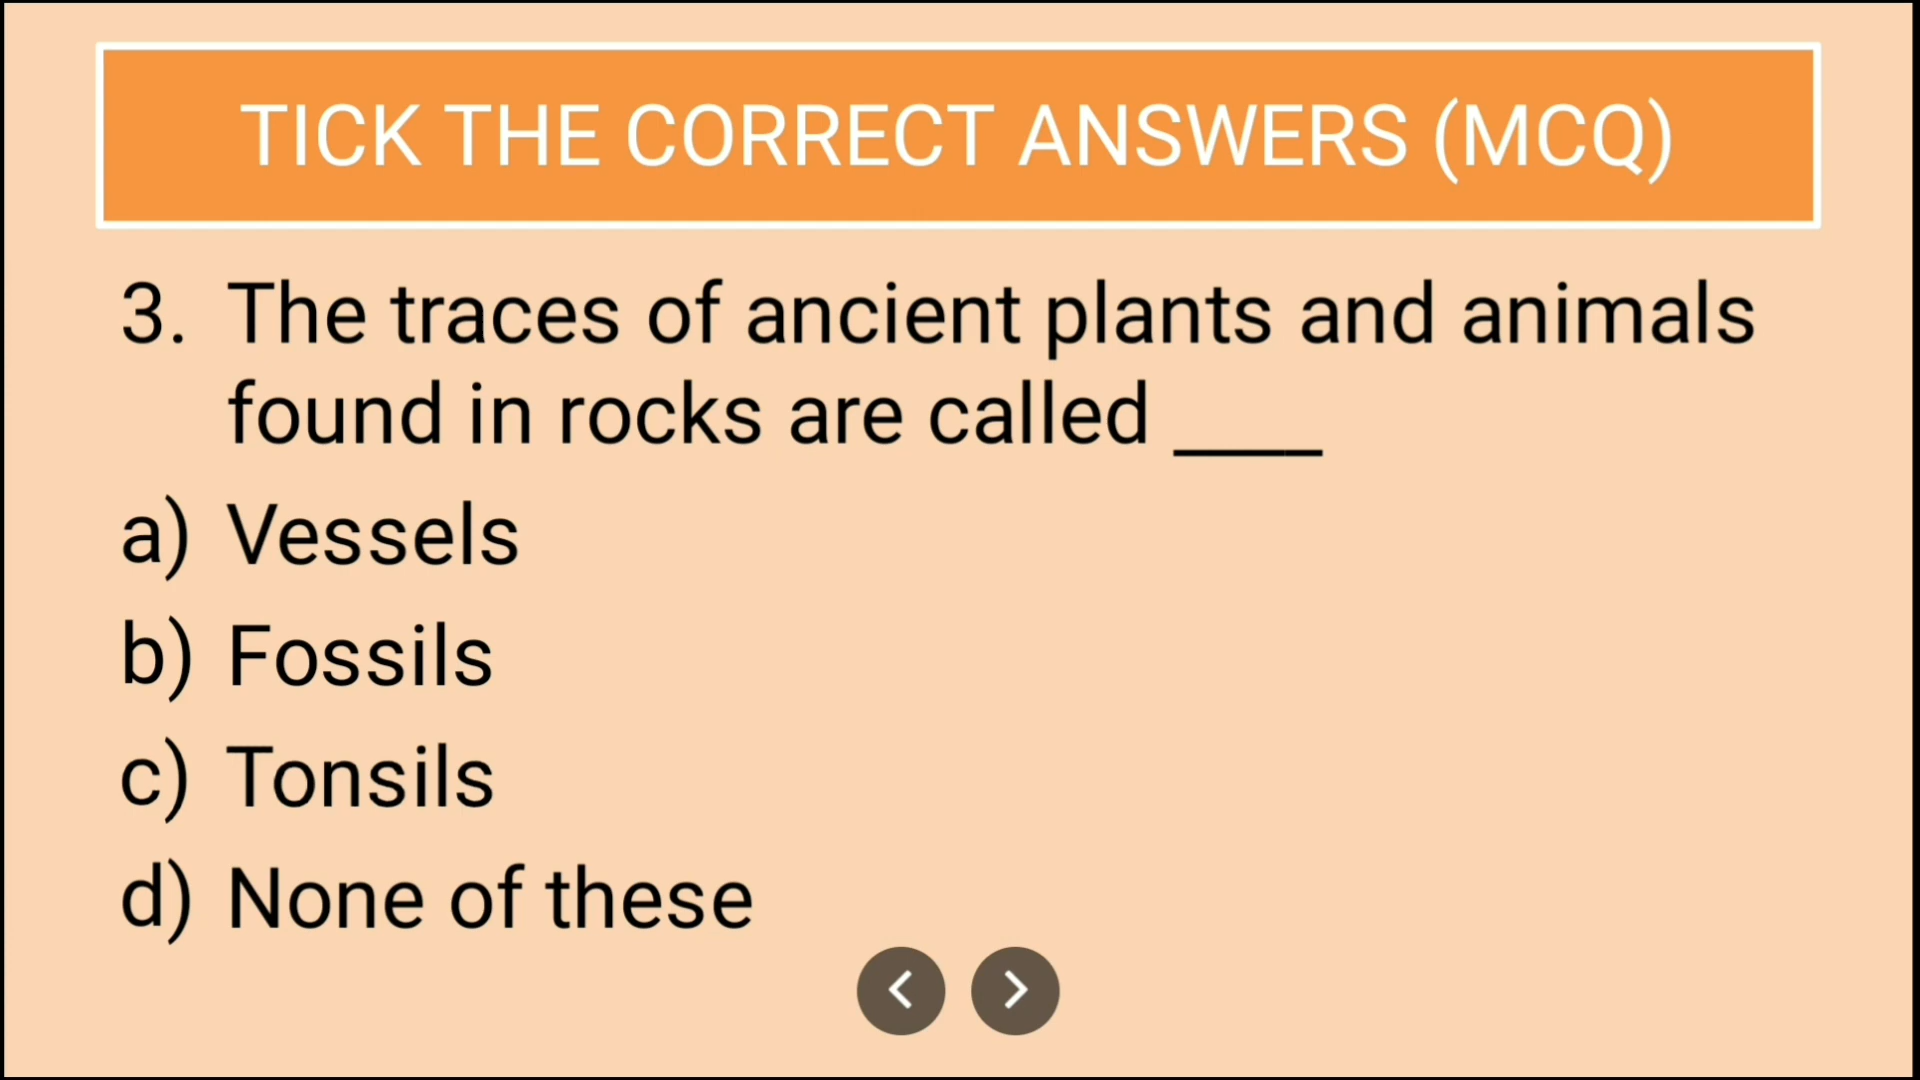 TICK THE CORRECT ANSWERS (MCQ)
3. The traces of ancient plants and animals
found in rocks are called ____
a) Vessels
b) Fossils
c) Tonsils
d) None of these